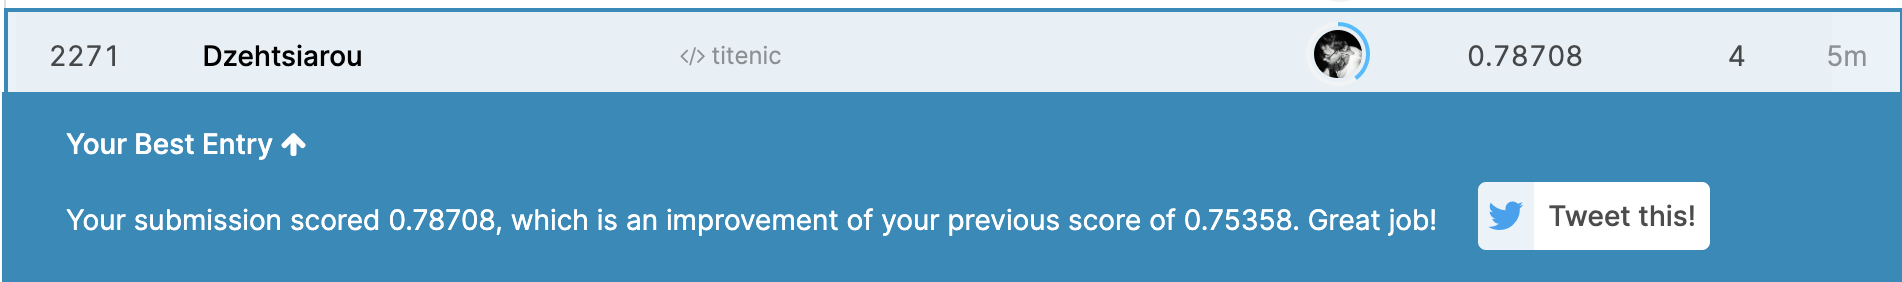 2271 Dzehtsiarou </> titenic 0.78708 4 5m
Your Best Entry
Your submission scored 0.78708, which is an improvement of your previous score of 0.75358. Great job!
Tweet this!